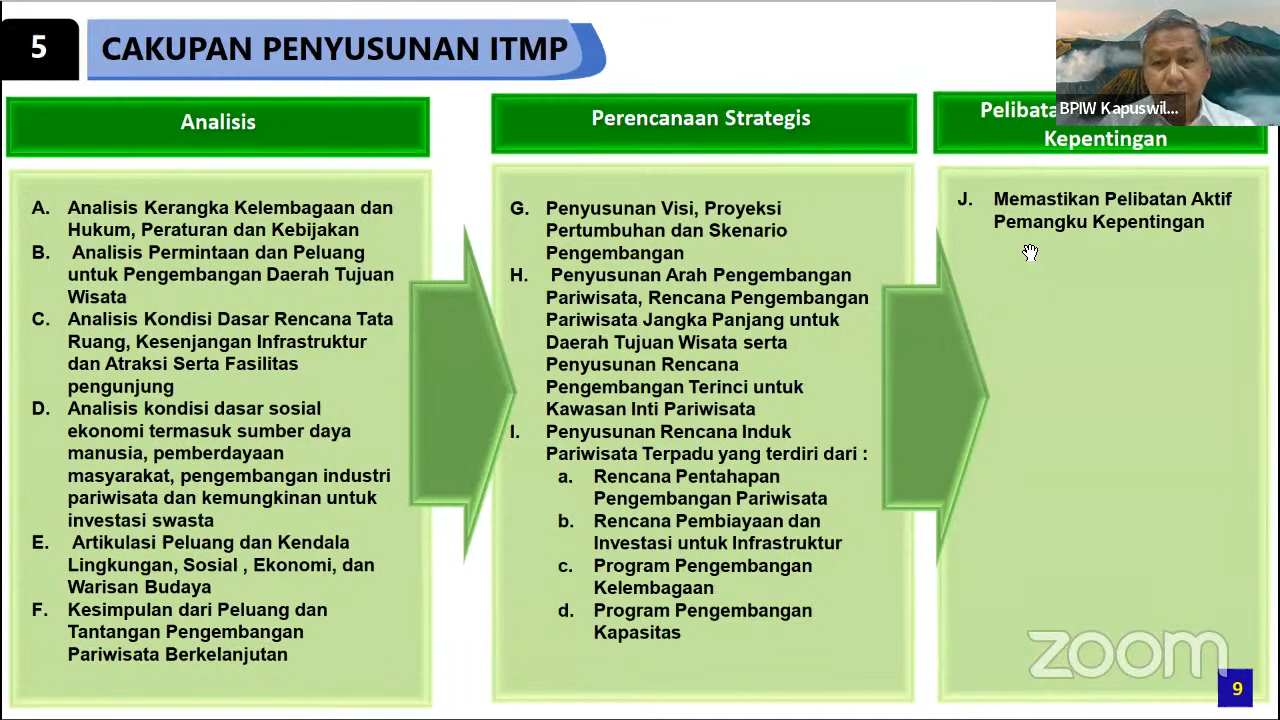 5
CAKUPAN PENYUSUNAN ITMP
BPIW Kapuswil...
Analisis
A. Analisis Kerangka Kelembagaan dan
Hukum, Peraturan dan Kebijakan
B. Analisis Permintaan dan Peluang
untuk Pengembangan Daerah Tujuan
Wisata
C. Analisis Kondisi Dasar Rencana Tata
Ruang, Kesenjangan Infrastruktur
dan Atraksi Serta Fasilitas
pengunjung
D. Analisis kondisi dasar sosial
ekonomi termasuk sumber daya
manusia, pemberdayaan
masyarakat, pengembangan industri
pariwisata dan kemungkinan untuk
investasi swasta
E. Artikulasi Peluang dan Kendala
Lingkungan, Sosial , Ekonomi, dan
Warisan Budaya
F. Kesimpulan dari Peluang dan
Tantangan Pengembangan
Pariwisata Berkelanjutan
Perencanaan Strategis
G. Penyusunan Visi, Proyeksi
Pertumbuhan dan Skenario
Pengembangan
H. Penyusunan Arah Pengembangan
Pariwisata, Rencana Pengembangan
Pariwisata Jangka Panjang untuk
Daerah Tujuan Wisata serta
Penyusunan Rencana
Pengembangan Terinci untuk
Kawasan Inti Pariwisata
I. Penyusunan Rencana Induk
Pariwisata Terpadu yang terdiri dari :
a. Rencana Pentahapan
Pengembangan Pariwisata
b. Rencana Pembiayaan dan
Investasi untuk Infrastruktur
c. Program Pengembangan
Kelembagaan
d. Program Pengembangan
Kapasitas
Pelibata
Kepentingan
J. Memastikan Pelibatan Aktif
Pemangku Kepentingan
zoom
9